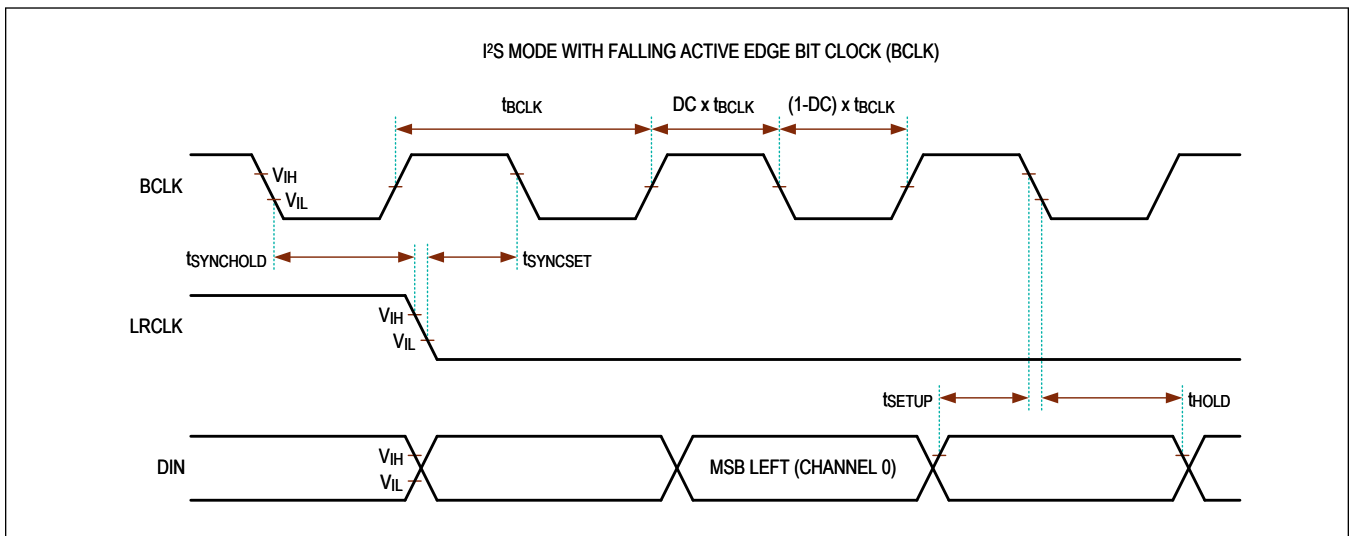 I²S MODE WITH FALLING ACTIVE EDGE BIT CLOCK (BCLK)
tBCLK
DC x tBCLK
(1-DC) x tBCLK
BCLK
VIH
VIL
tSYNCHOLD
tSYNCSET
LRCLK
VIH
VIL
tSETUP
tHOLD
DIN
VIH
VIL
MSB LEFT (CHANNEL 0)